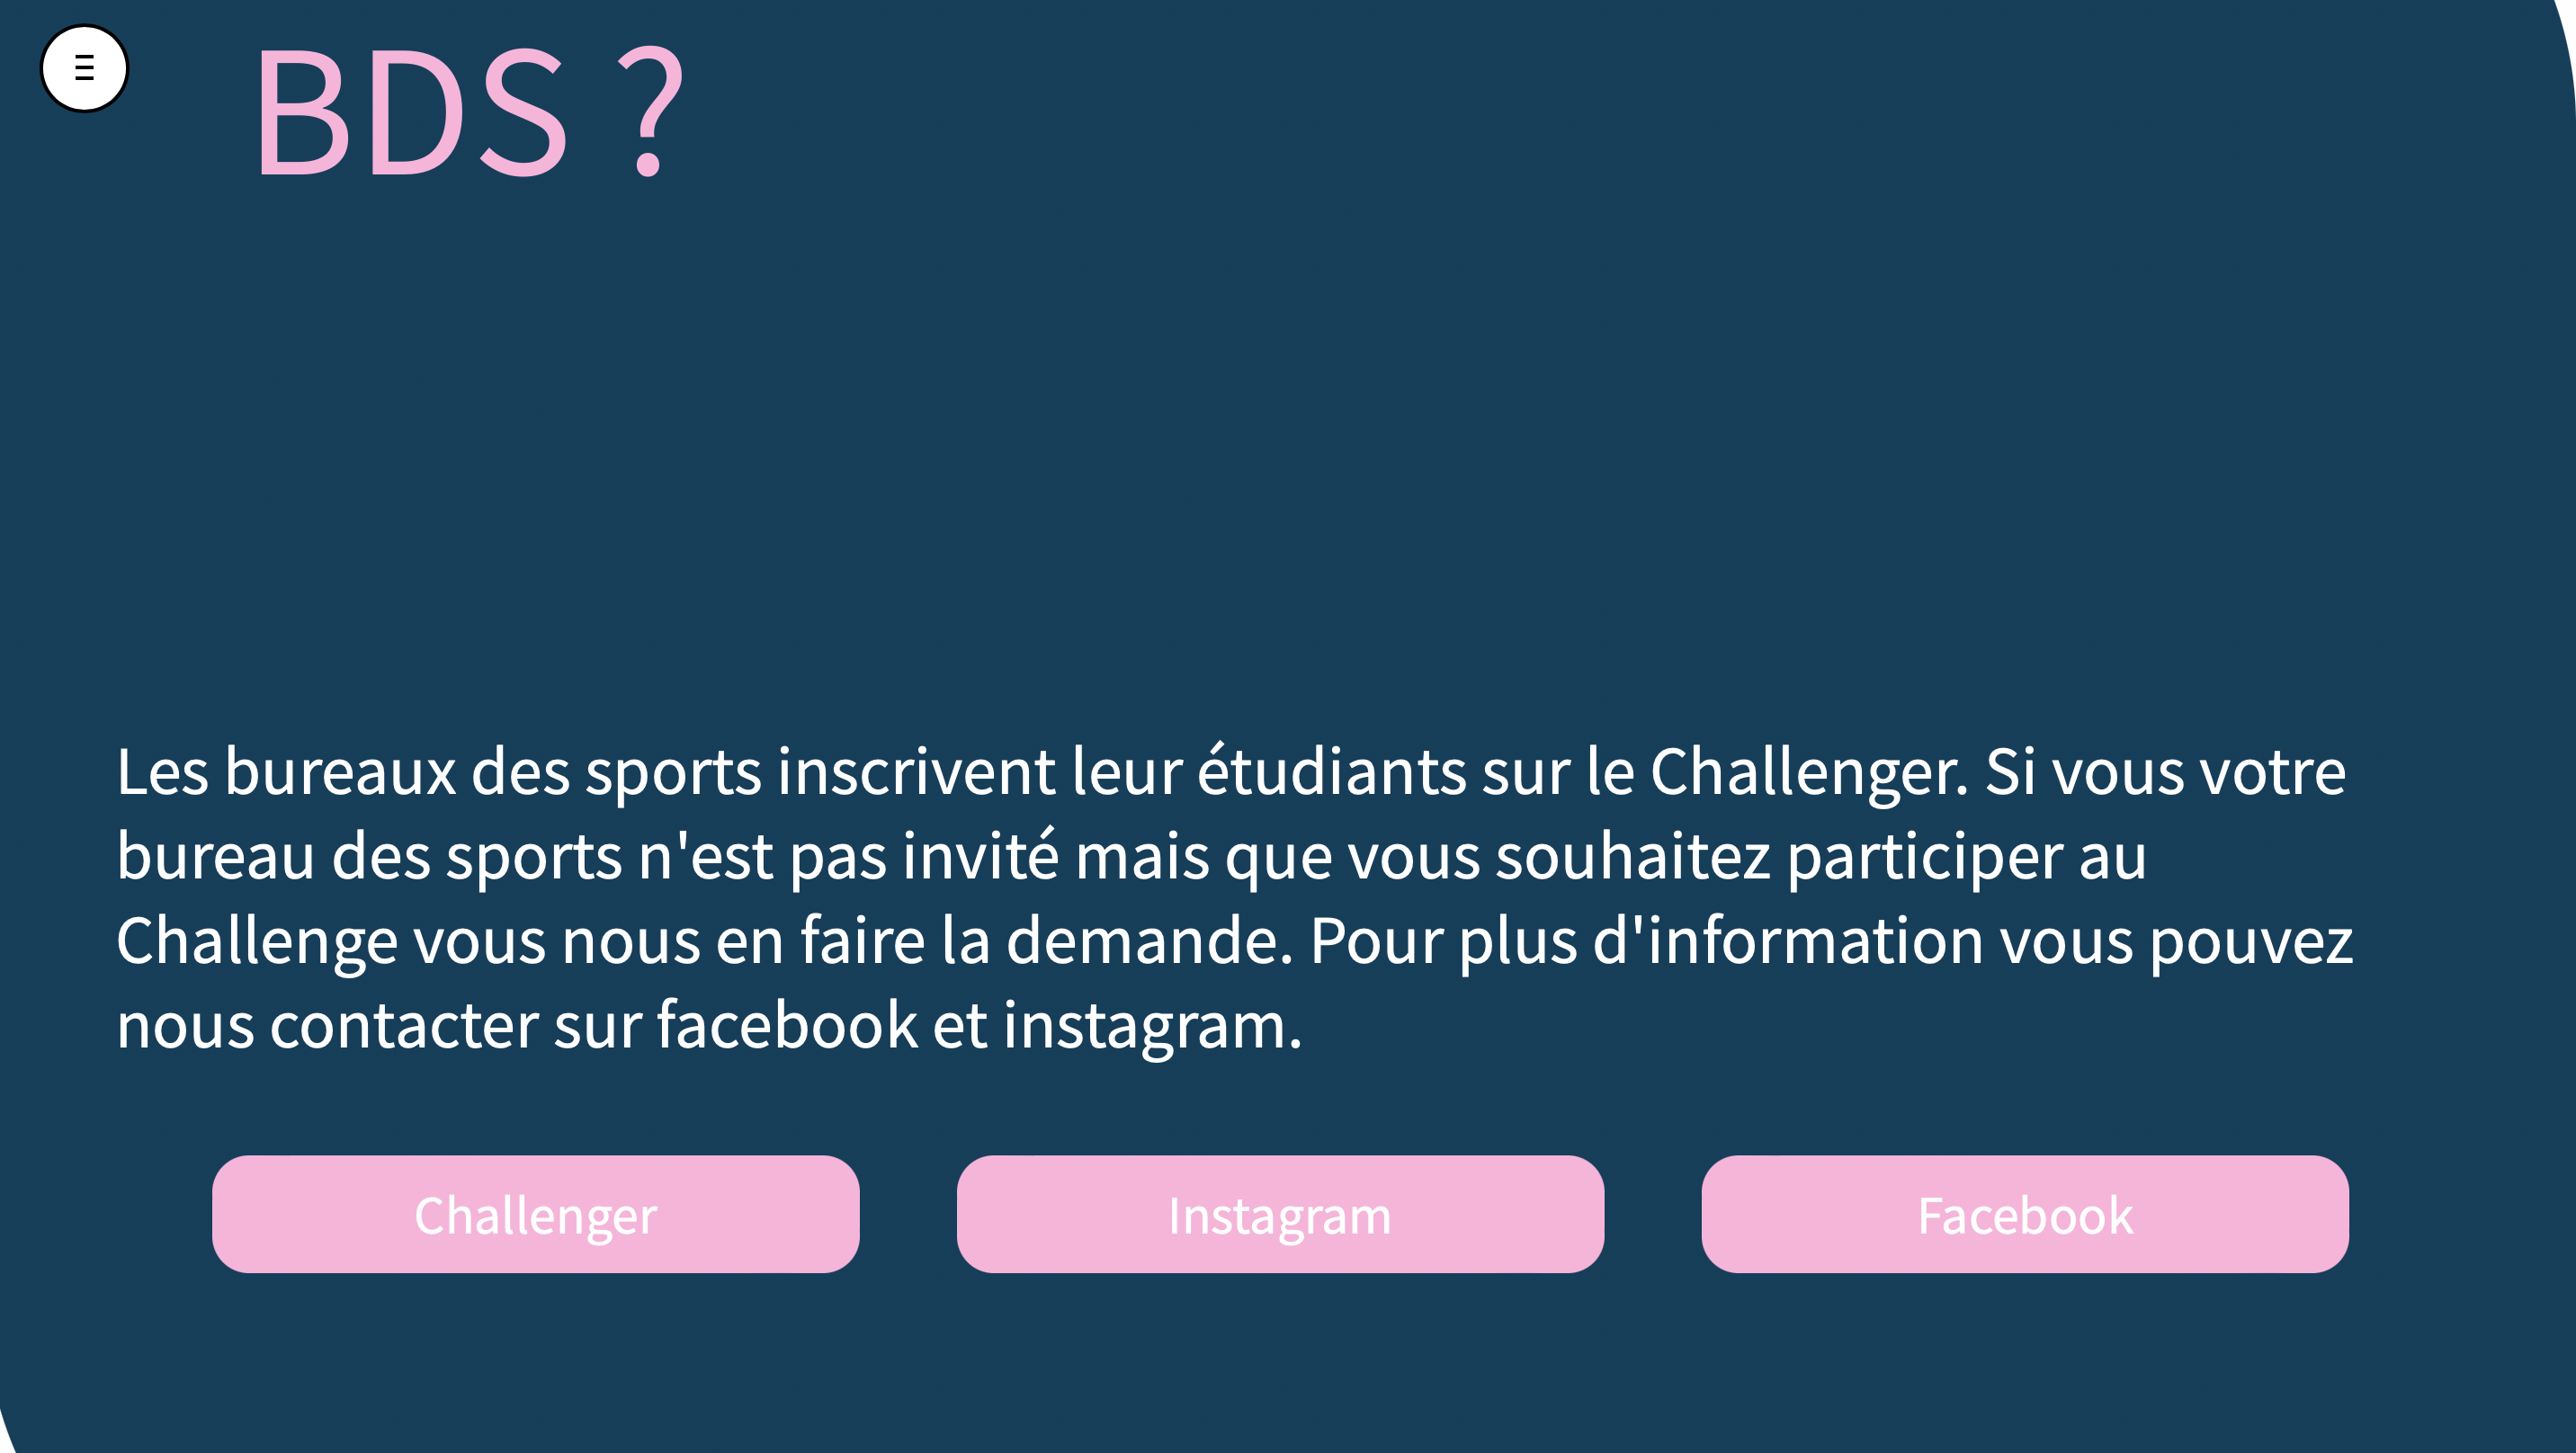 BDS ?
Les bureaux des sports inscrivent leur étudiants sur le Challenger. Si vous votre
bureau des sports n'est pas invité mais que vous souhaitez participer au
Challenge vous nous en faire la demande. Pour plus d'information vous pouvez
nous contacter sur facebook et instagram.
Challenger
Instagram
Facebook